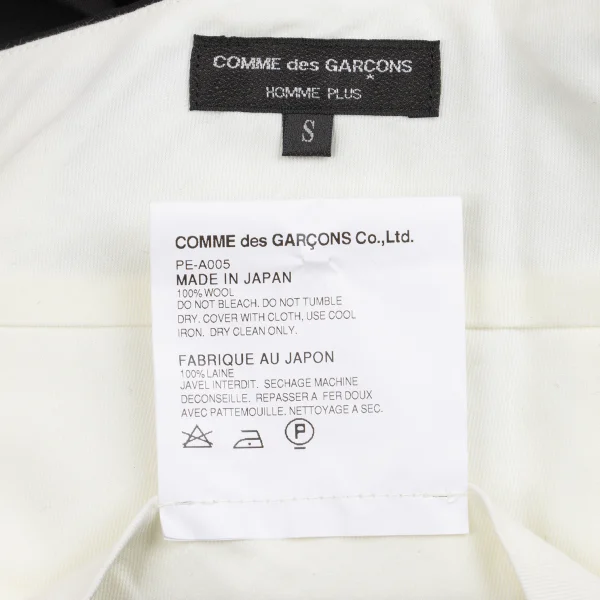 COMME des GARÇONS
*
HOMME PLUS
S
COMME des GARÇONS Co.,Ltd.
PE-A005
MADE IN JAPAN
100% WOOL
DO NOT BLEACH. DO NOT TUMBLE
DRY. COVER WITH CLOTH, USE COOL
IRON. DRY CLEAN ONLY.
FABRIQUE AU JAPON
100% LAINE
JAVEL INTERDIT. SECHAGE MACHINE
DECONSEILLE. REPASSER A FER DOUX
AVEC PATTEMOUILLE. NETTOYAGE A SEC.
P